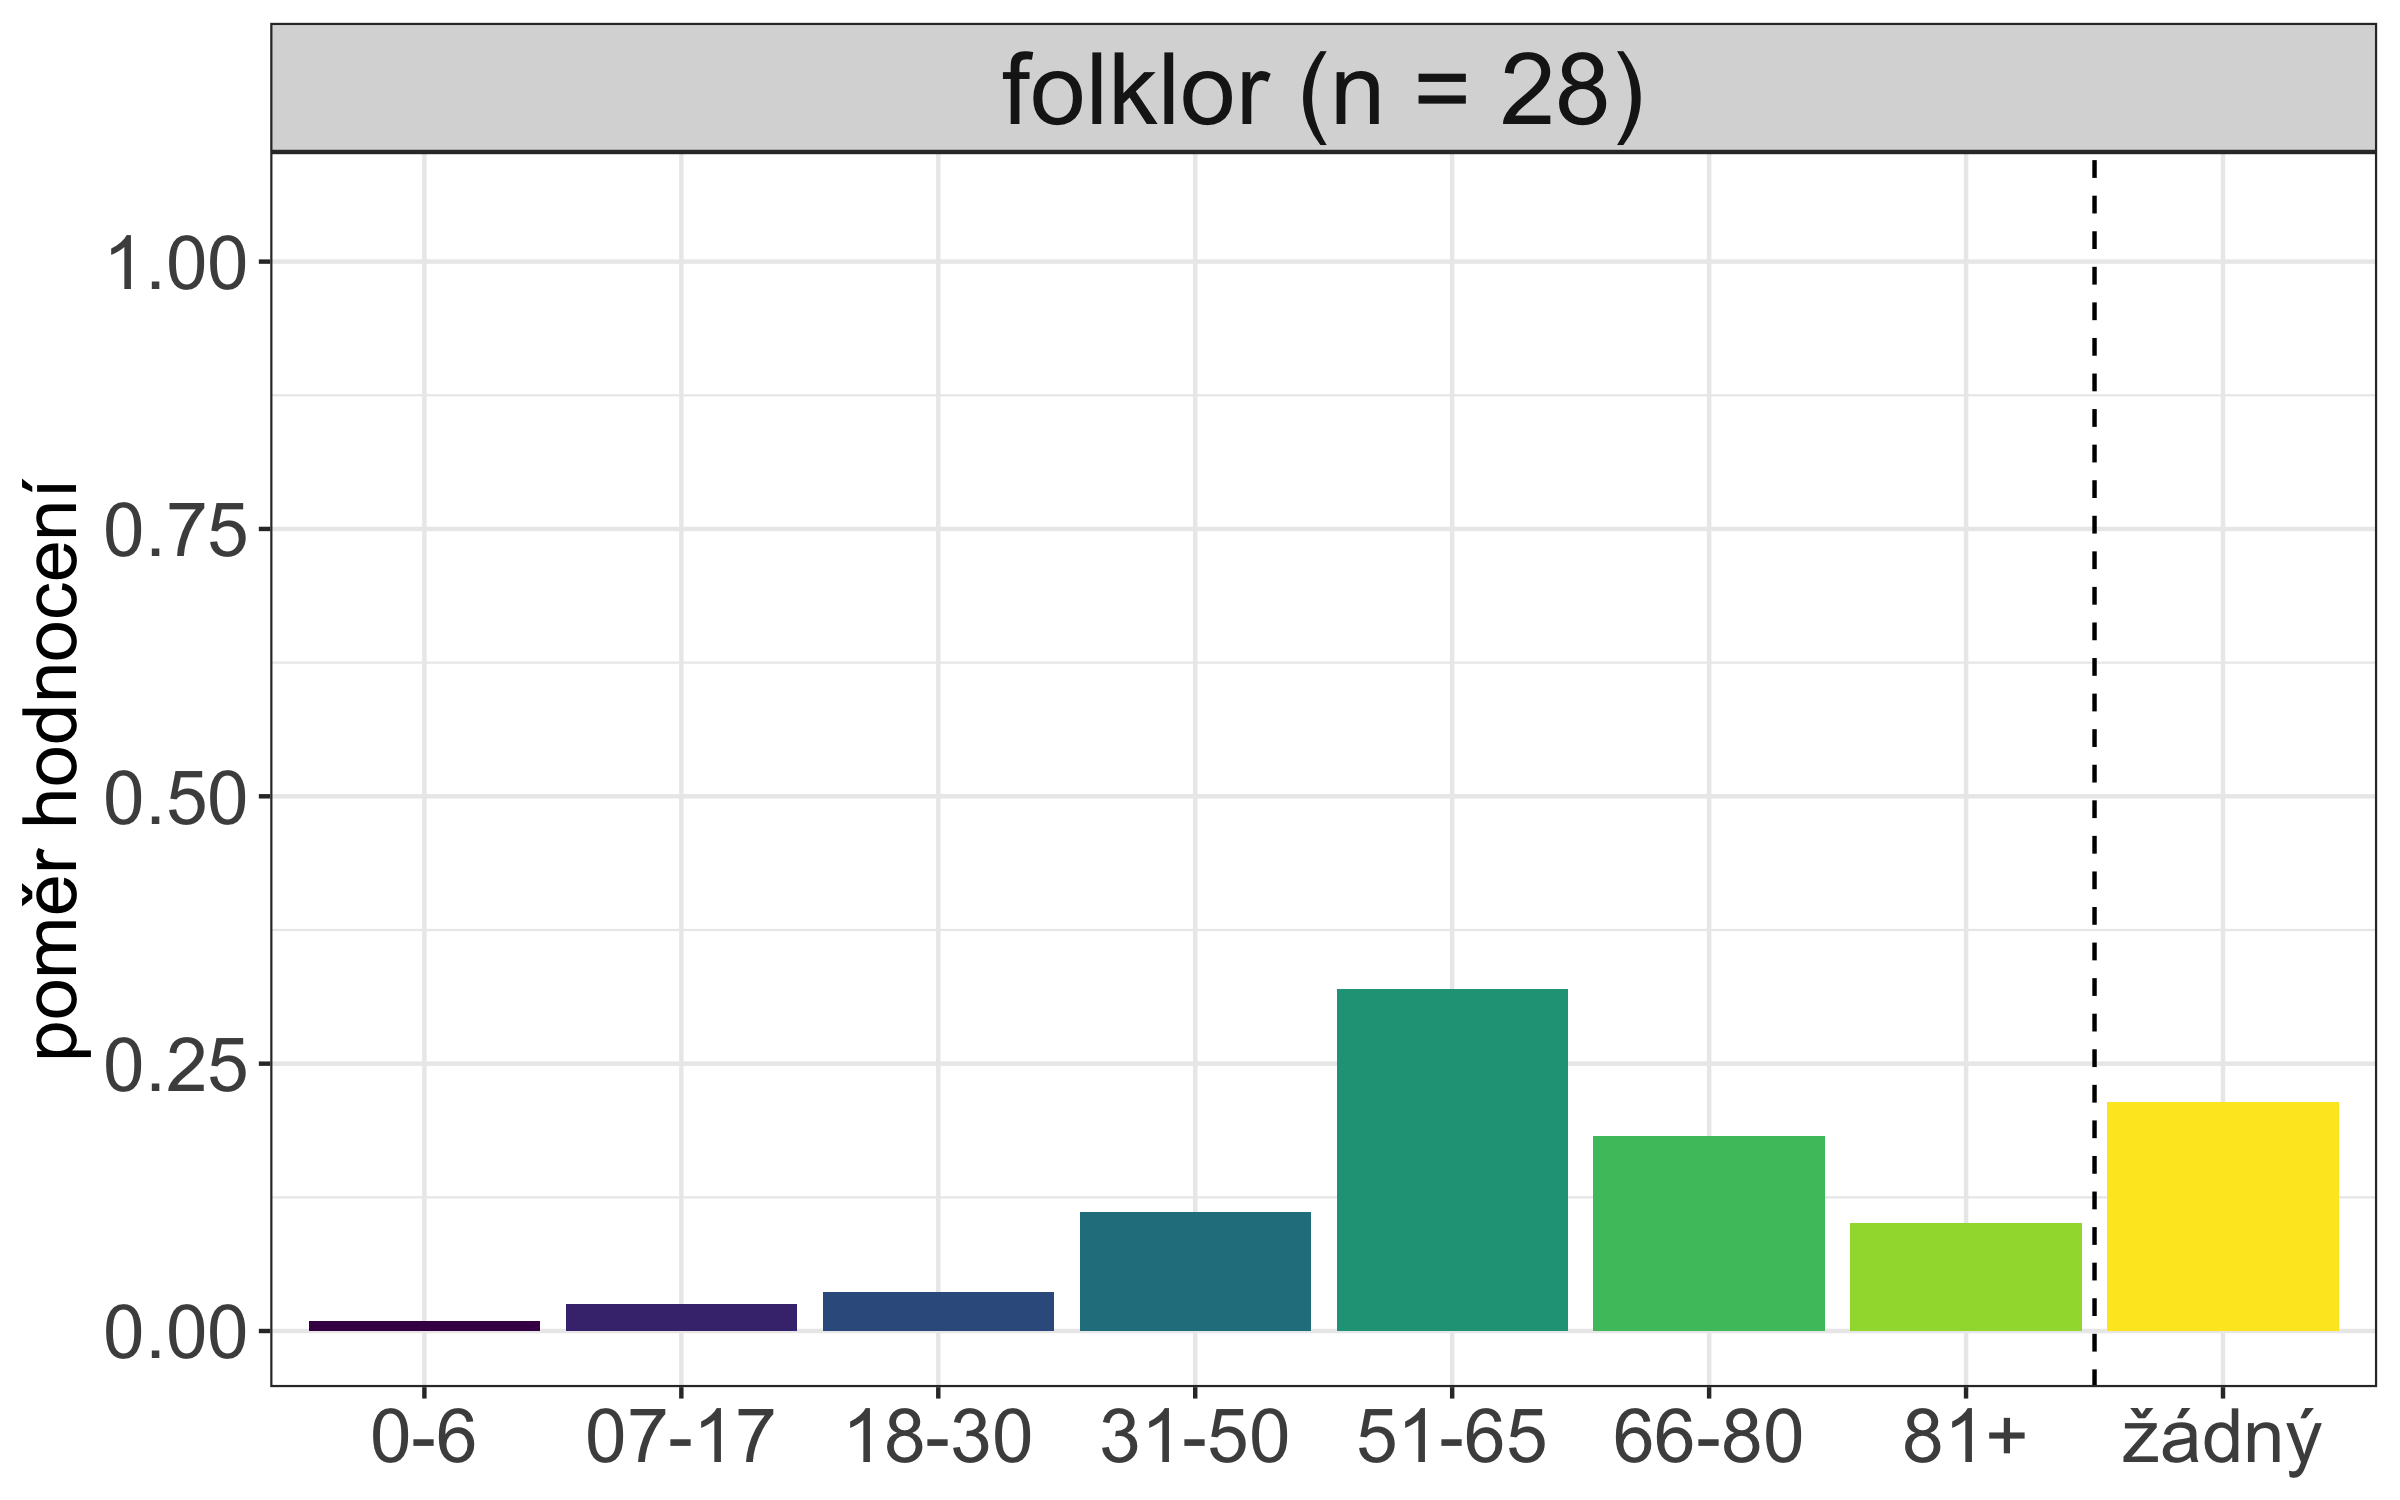 folklor (n = 28)
poměr hodnocení
1.00
0.75
0.50
0.25
0.00
0-6 07-17 18-30 31-50 51-65 66-80 81+ žádný